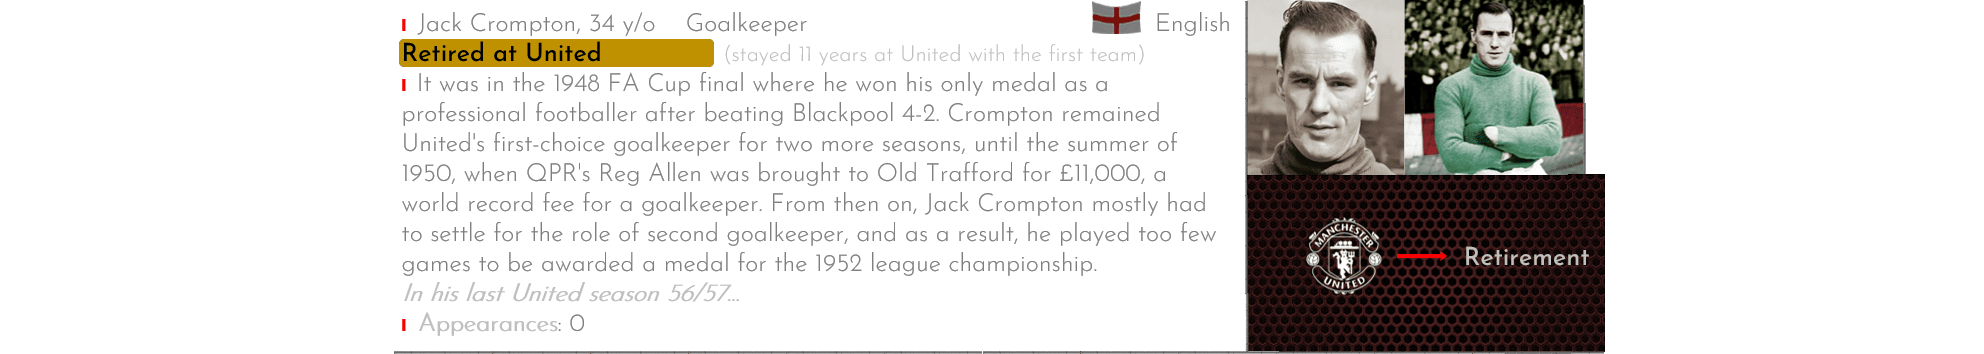 Jack Crompton, 34 y/o Goalkeeper English
Retired at United (stayed 11 years at United with the first team)
It was in the 1948 FA Cup final where he won his only medal as a
professional footballer after beating Blackpool 4-2. Crompton remained
United's first-choice goalkeeper for two more seasons, until the summer of
1950, when QPR's Reg Allen was brought to Old Trafford for £11,000, a
world record fee for a goalkeeper. From then on, Jack Crompton mostly had
to settle for the role of second goalkeeper, and as a result, he played too few
games to be awarded a medal for the 1952 league championship.
In his last United season 56/57...
Appearances: 0
MANCHESTER
UNITED
Retirement